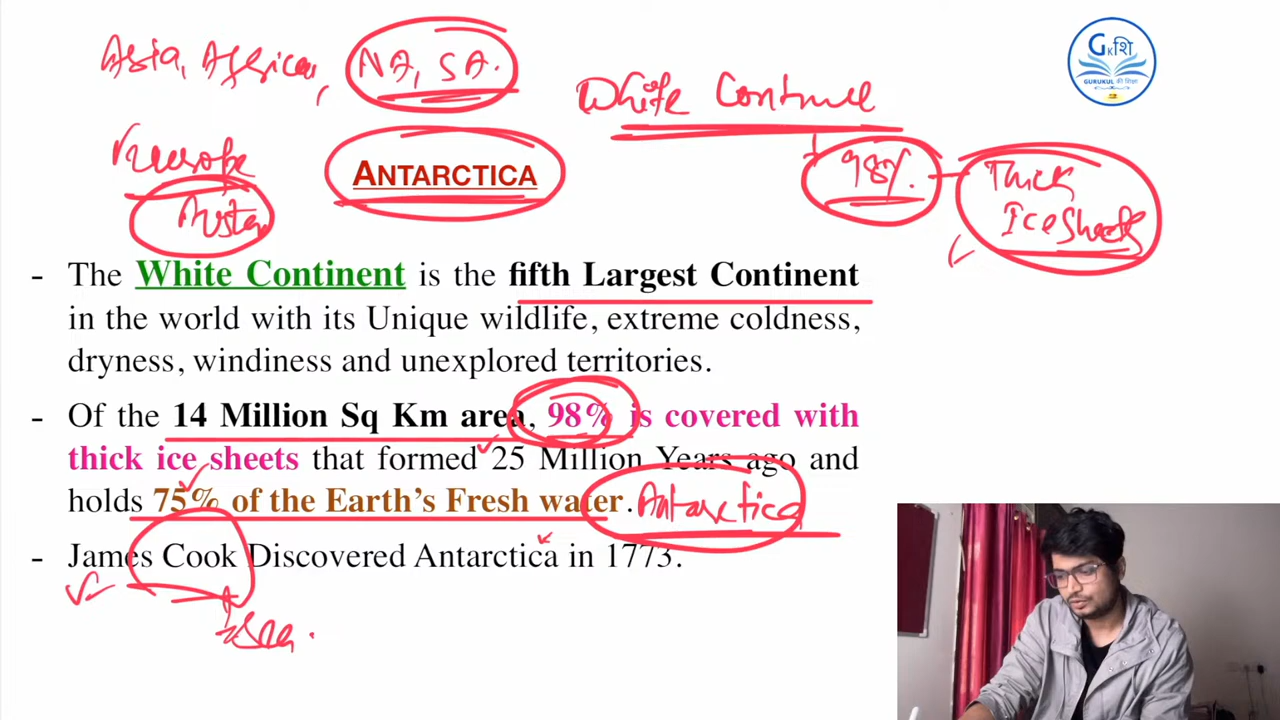 Asia, Africa, NA, SA.
White
GKशि
GURUKUL की शिक्षा
Europe
ANTARCTICA
98%. Thick
Ice Sheets
- The White Continent is the fifth Largest Continent
in the world with its Unique wildlife, extreme coldness,
dryness, windiness and unexplored territories.
- Of the 14 Million Sq Km area, 98% is covered with
thick ice sheets that formed 25 Million Years ago and
holds 75% of the Earth's Fresh water. Antarctica
- James Cook Discovered Antarctica in 1773.